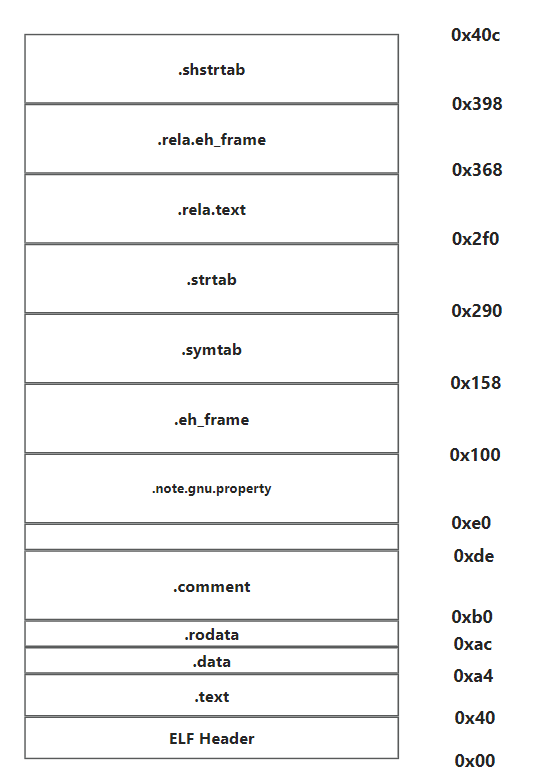 0x40c
.shstrtab
0x398
.rela.eh_frame
0x368
.rela.text
0x2f0
.strtab
0x290
.symtab
0x158
.eh_frame
0x100
.note.gnu.property
0xe0
0xde
.comment
0xb0
.rodata
0xac
.data
0xa4
.text
0x40
ELF Header
0x00